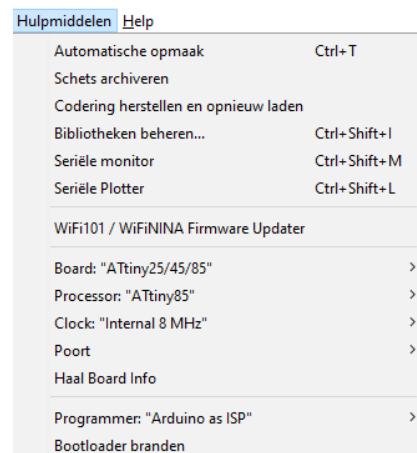 Hulpmiddelen Help
Automatische opmaak Ctrl+T
Schets archiveren
Codering herstellen en opnieuw laden
Bibliotheken beheren... Ctrl+Shift+I
Seriële monitor Ctrl+Shift+M
Seriële Plotter Ctrl+Shift+L
WiFi101 / WiFiNINA Firmware Updater
Board: "ATtiny25/45/85"
Processor: "ATtiny85"
Clock: "Internal 8 MHz"
Poort
Haal Board Info
Programmer: "Arduino as ISP"
Bootloader branden